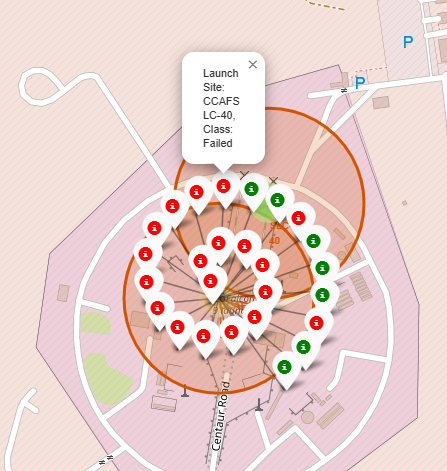 P
P
×
Launch
Site:
CCAFS
LC-40,
Class:
Failed
40
Centaur Road